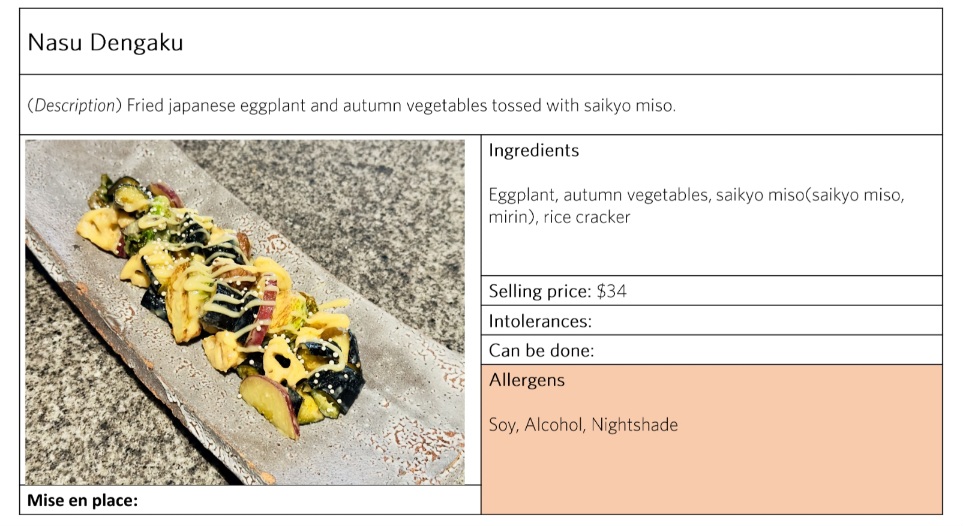 Nasu Dengaku
(Description) Fried japanese eggplant and autumn vegetables tossed with saikyo miso.
Ingredients
Eggplant, autumn vegetables, saikyo miso(saikyo miso,
mirin), rice cracker
Selling price: $34
Intolerances:
Can be done:
Allergens
Soy, Alcohol, Nightshade
Mise en place: